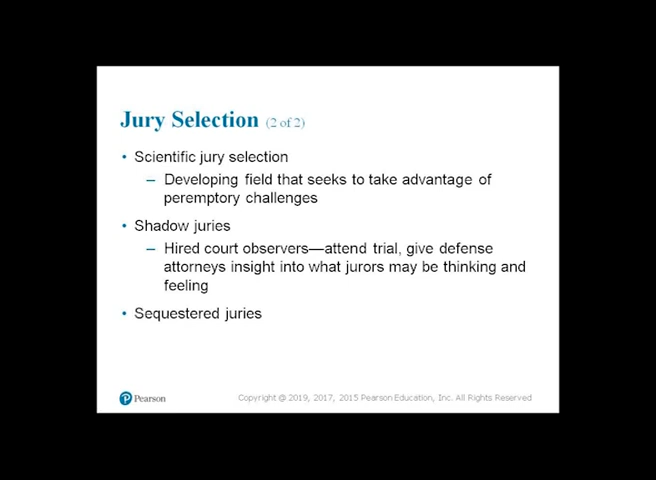 Jury Selection (2 of 2)
• Scientific jury selection
– Developing field that seeks to take advantage of
peremptory challenges
• Shadow juries
– Hired court observers—attend trial, give defense
attorneys insight into what jurors may be thinking and
feeling
• Sequestered juries
Pearson
Copyright @ 2019, 2017, 2015 Pearson Education, Inc. All Rights Reserved